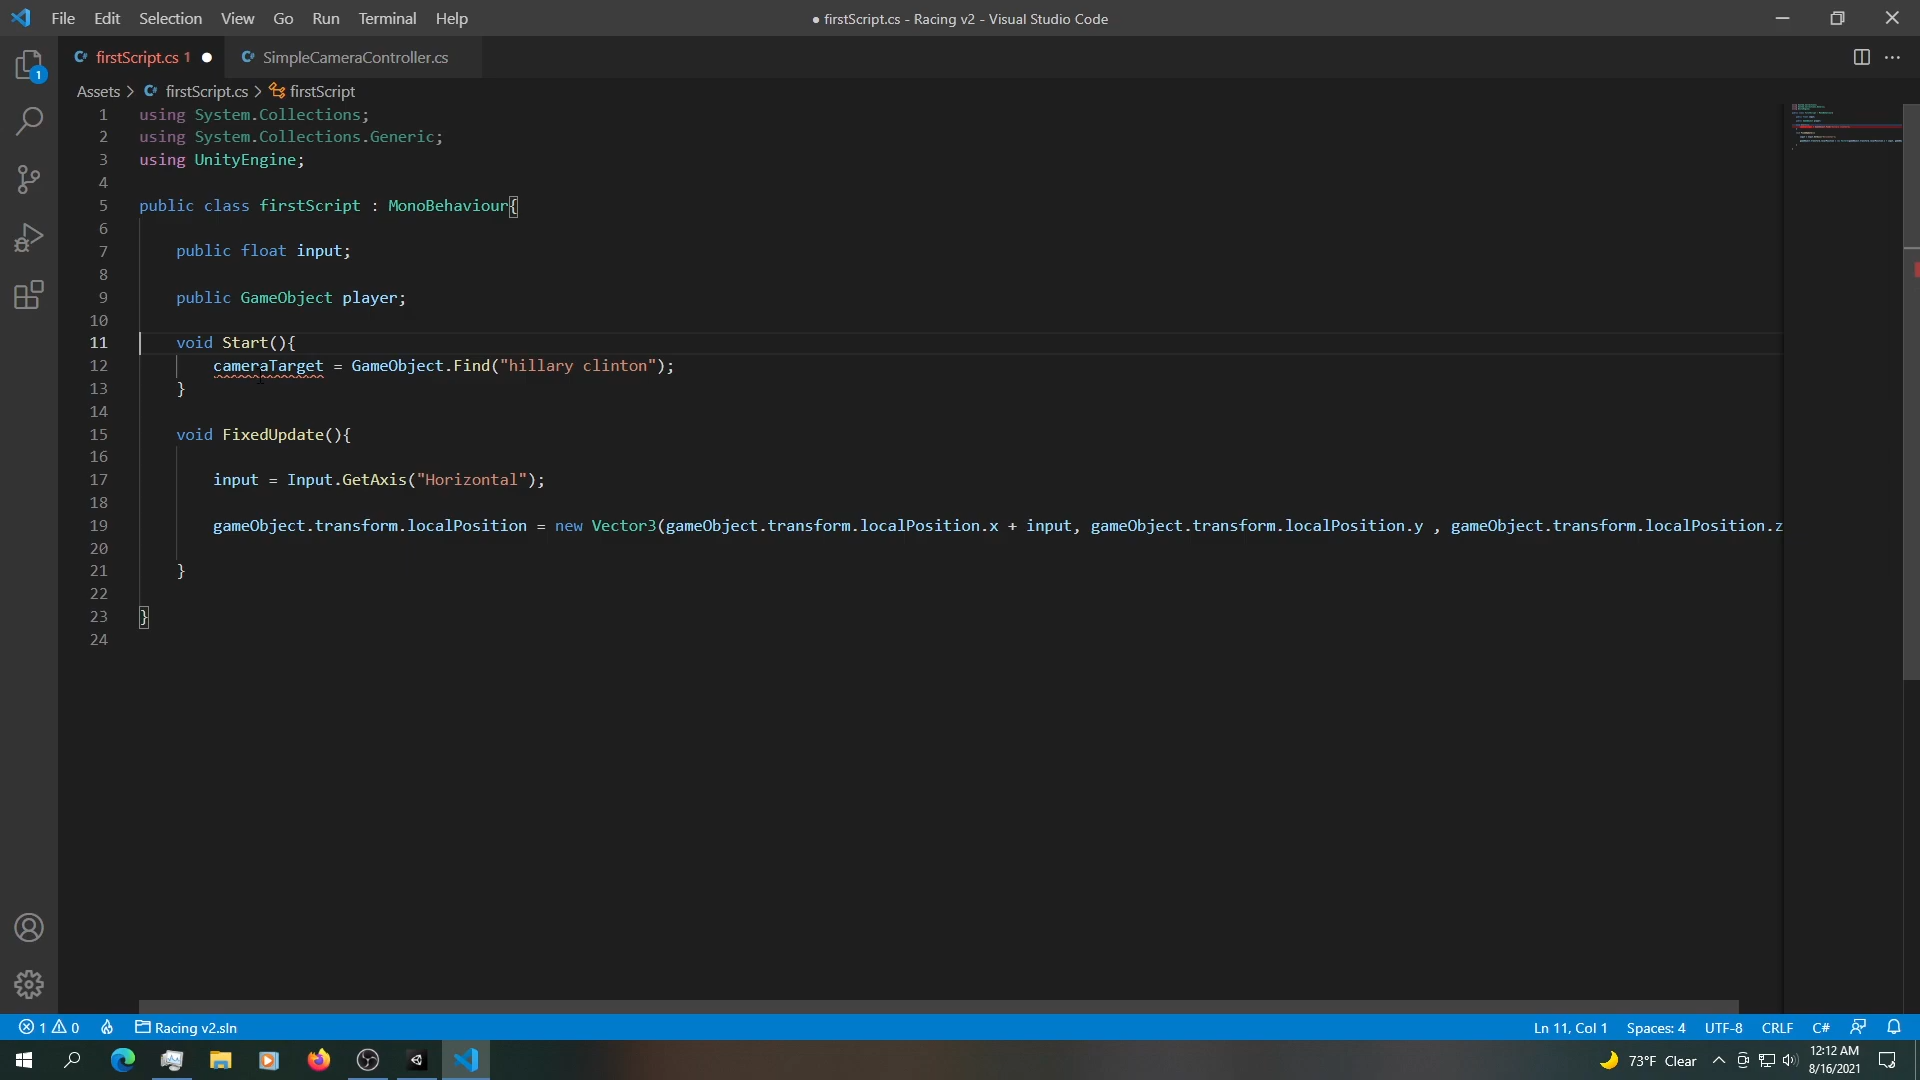 File Edit Selection View Go Run Terminal Help
● firstScript.cs - Racing v2 - Visual Studio Code
firstScript.cs 1
SimpleCameraController.cs
1
Assets > firstScript.cs > firstScript
1 using System.Collections;
2 using System.Collections.Generic;
3 using UnityEngine;
4
5 public class firstScript : MonoBehaviour{
6
7 public float input;
8
9 public GameObject player;
10
11 void Start(){
12 cameraTarget = GameObject.Find("hillary clinton");
13 }
14
15 void FixedUpdate(){
16
17 input = Input.GetAxis("Horizontal");
18
19 gameObject.transform.localPosition = new Vector3(gameObject.transform.localPosition.x + input, gameObject.transform.localPosition.y , gameObject.transform.localPosition.z
20
21 }
22
23 }
24
1 0 Racing v2.sln Ln 11, Col 1 Spaces: 4 UTF-8 CRLF C#
73°F Clear 12:12 AM
8/16/2021